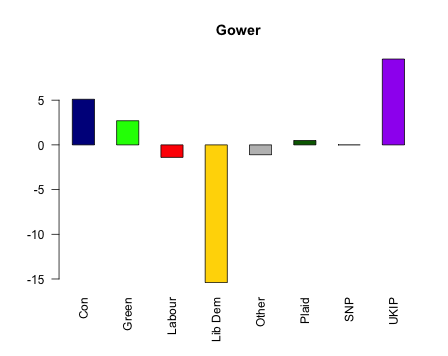 Gower
5
0
-5
-10
-15
Con
Green
Labour
Lib Dem
Other
Plaid
SNP
UKIP